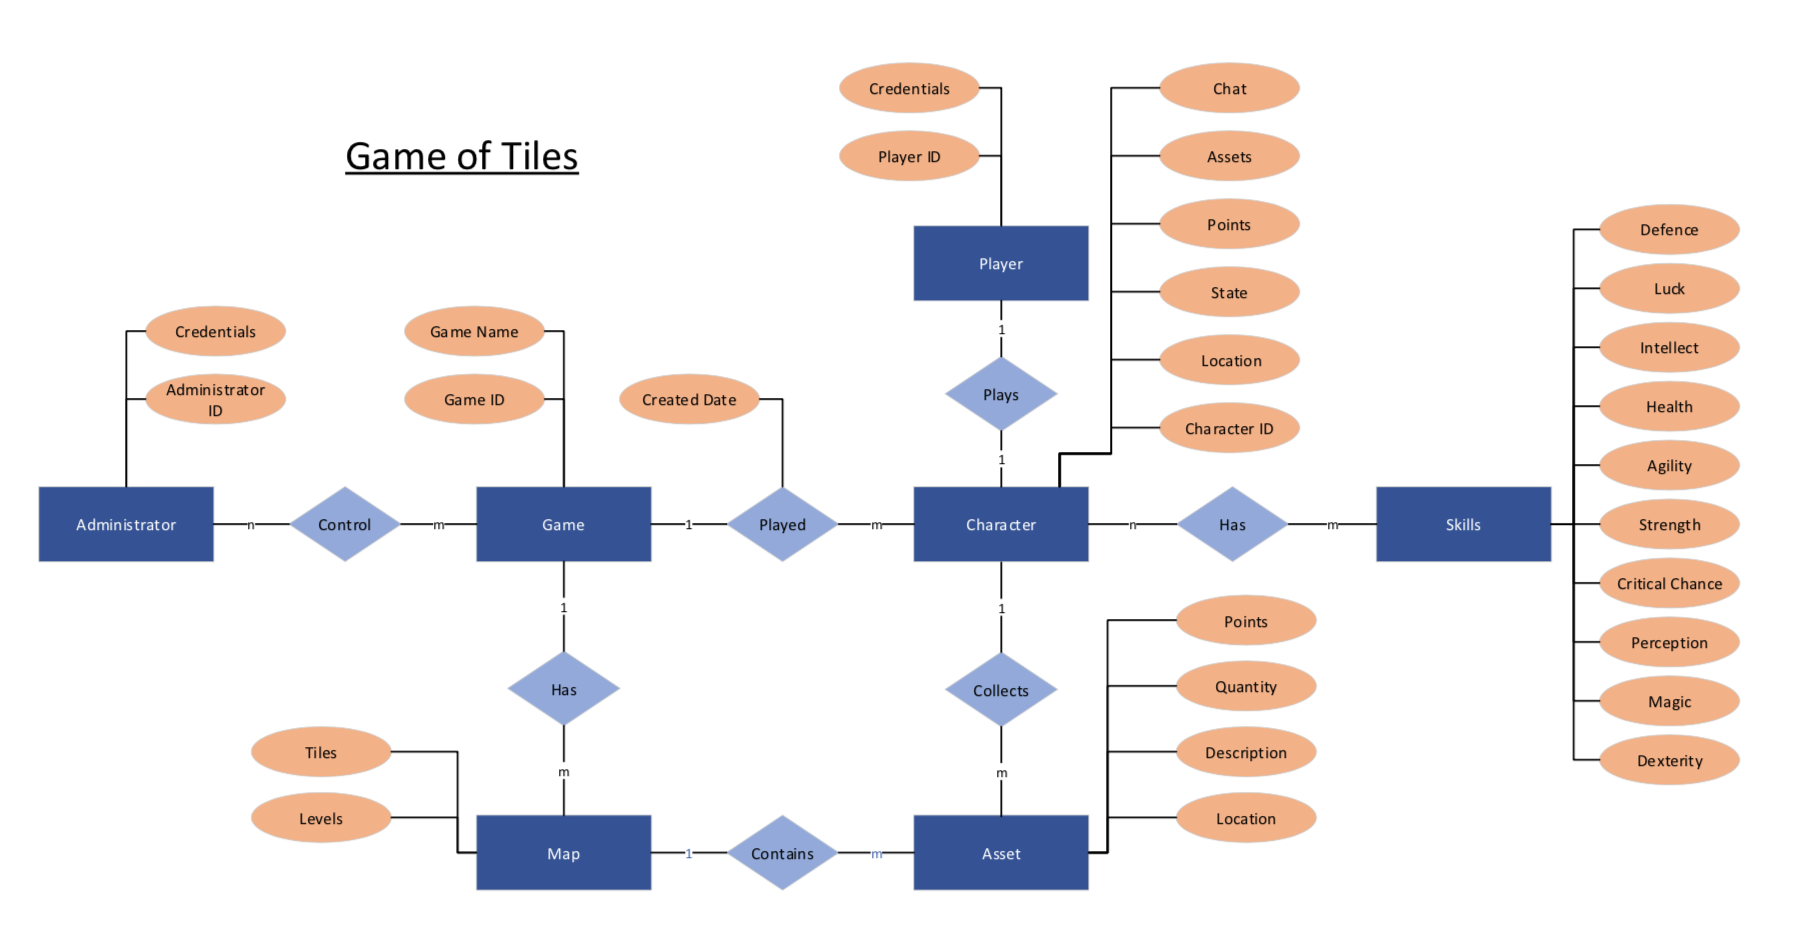 Game of Tiles
Credentials
Player ID
Player
1
Plays
1
Chat
Assets
Points
State
Location
Character ID
Credentials
Administrator
ID
Game Name
Game ID
Created Date
Administrator
n
Control
m
Game
1
Played
m
Character
n
Has
m
Skills
Defence
Luck
Intellect
Health
Agility
Strength
Critical Chance
Perception
Magic
Dexterity
1
Has
m
1
Collects
m
Points
Quantity
Description
Location
Tiles
Levels
Map
1
Contains
m
Asset